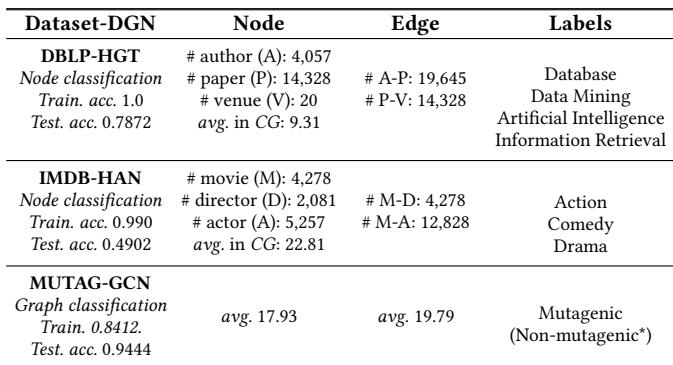 Dataset-DGN Node Edge Labels
DBLP-HGT
Node classification
Train. acc. 1.0
Test. acc. 0.7872
# author (A): 4,057
# paper (P): 14,328
# venue (V): 20
avg. in CG: 9.31
# A-P: 19,645
# P-V: 14,328
Database
Data Mining
Artificial Intelligence
Information Retrieval
IMDB-HAN
Node classification
Train. acc. 0.990
Test. acc. 0.4902
# movie (M): 4,278
# director (D): 2,081
# actor (A): 5,257
avg. in CG: 22.81
# M-D: 4,278
# M-A: 12,828
Action
Comedy
Drama
MUTAG-GCN
Graph classification
Train. 0.8412.
Test. acc. 0.9444
avg. 17.93
avg. 19.79
Mutagenic
(Non-mutagenic*)